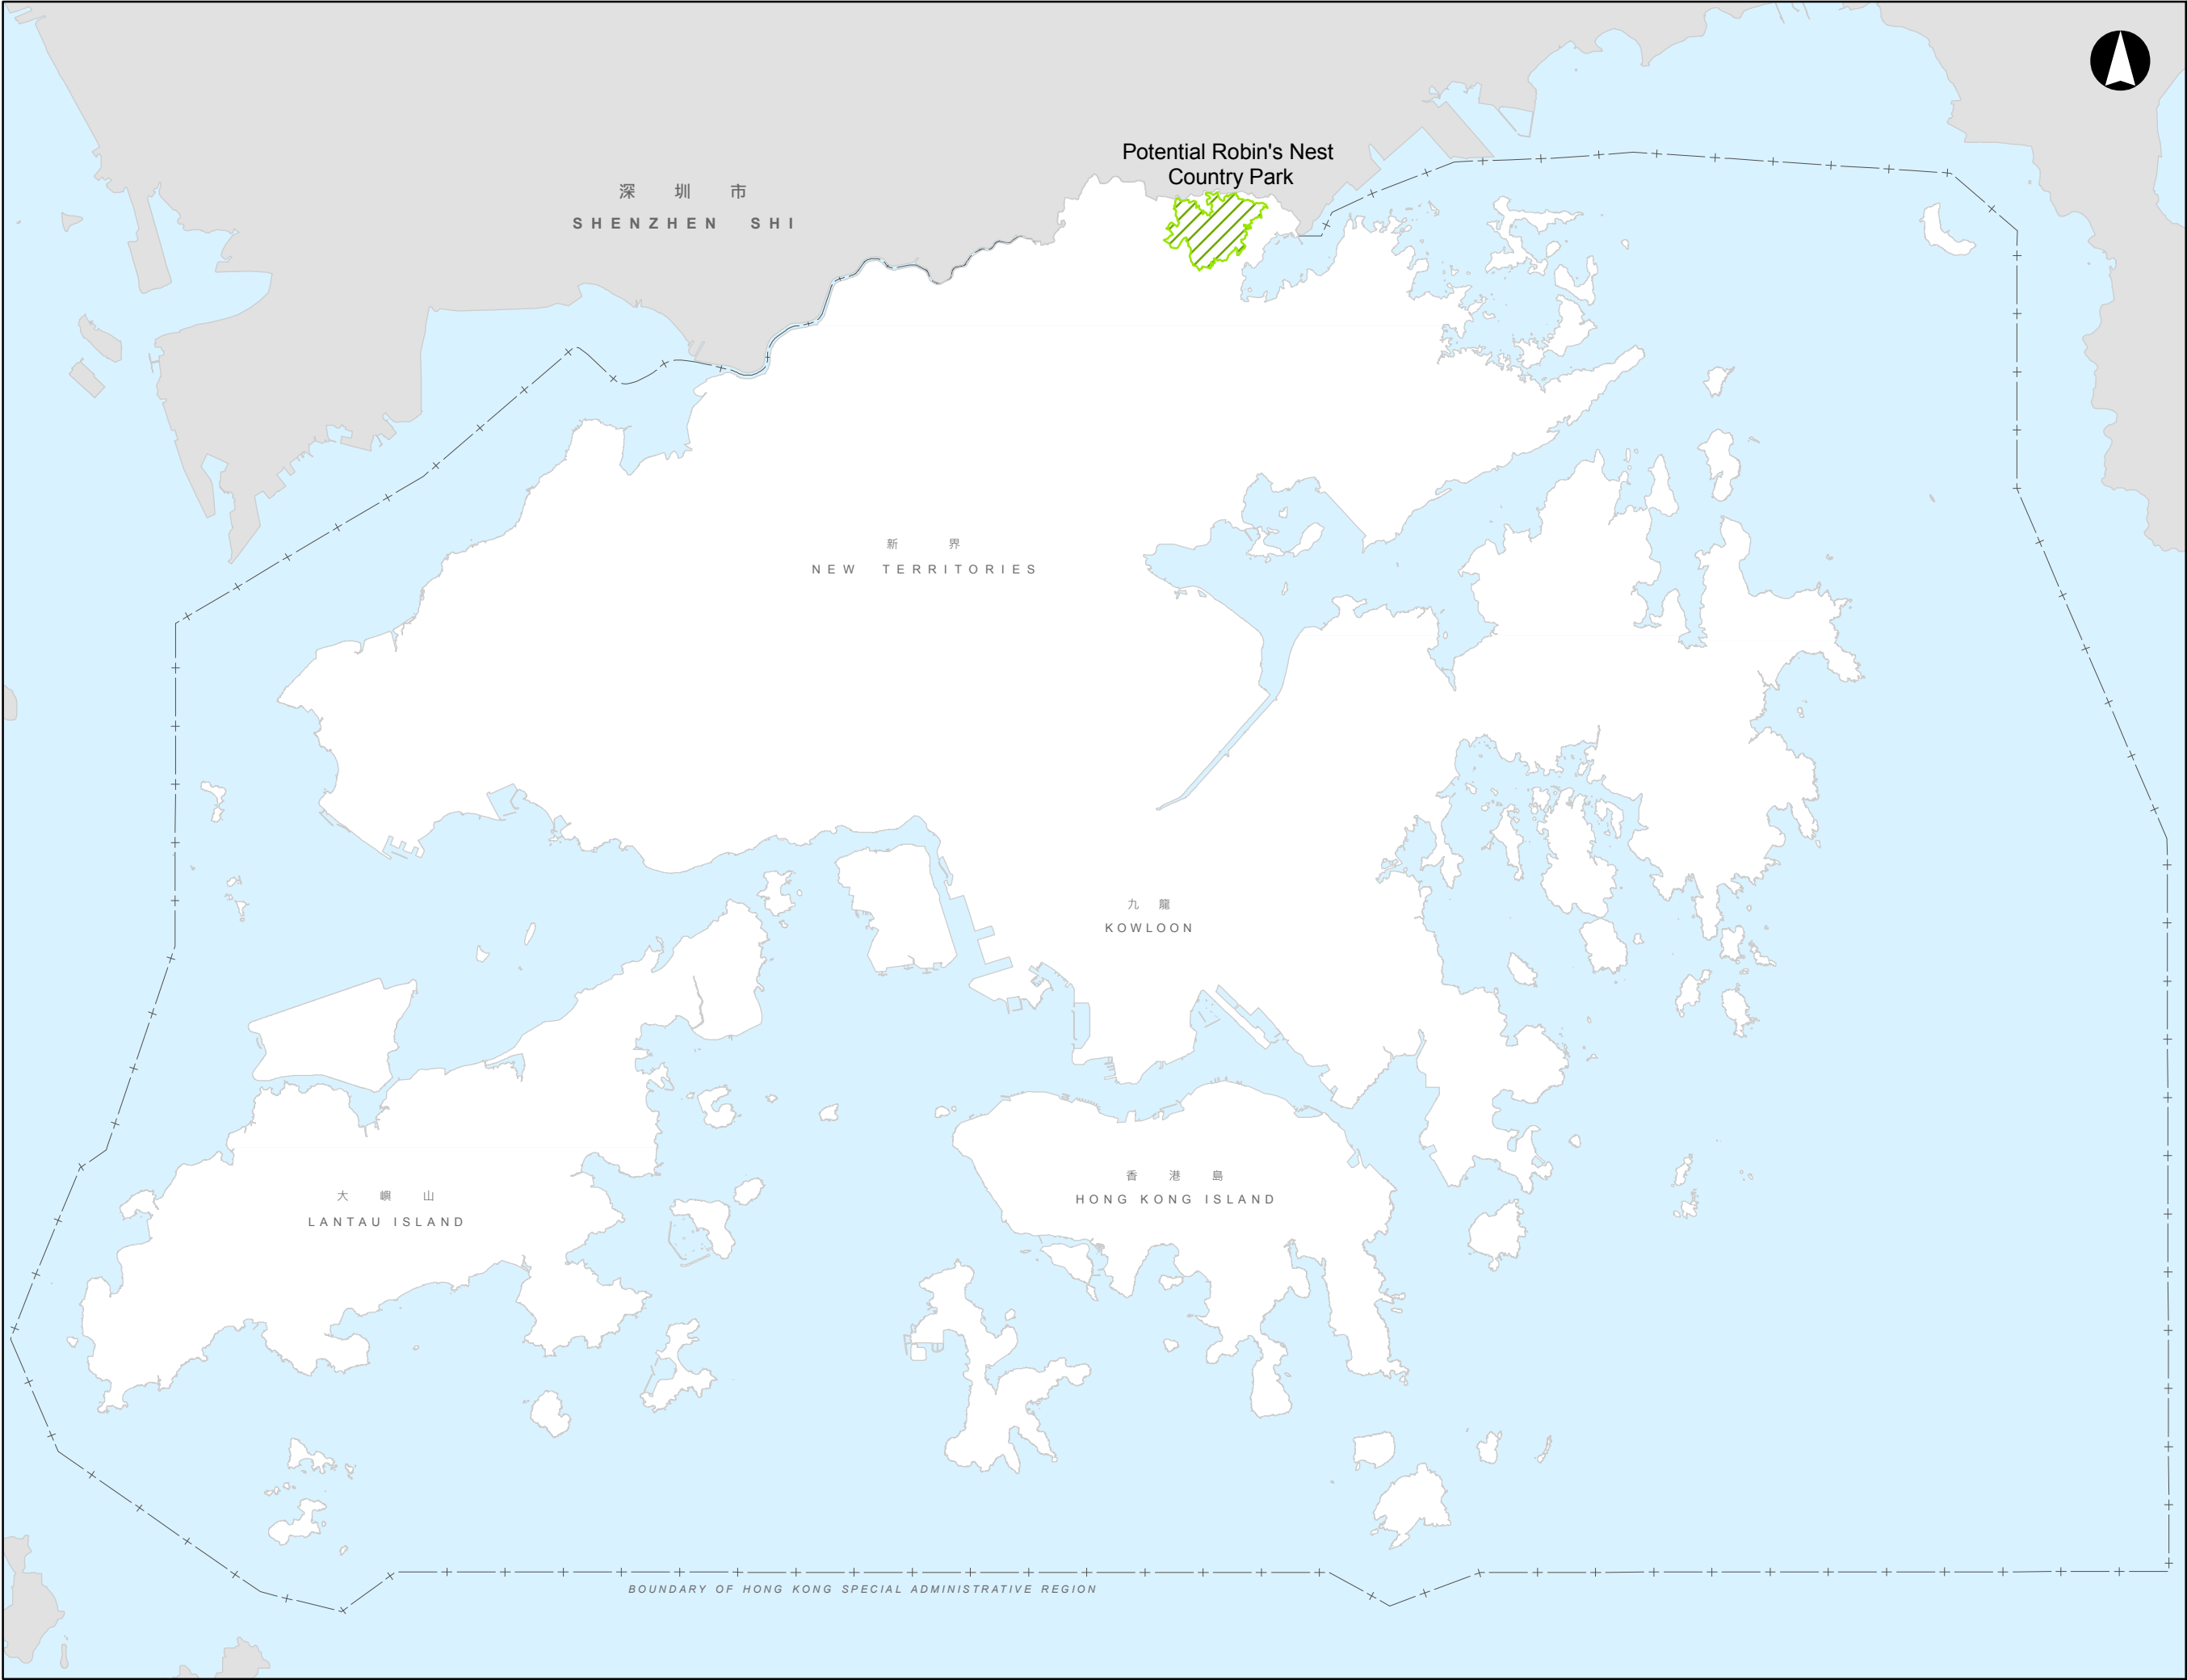 Potential Robin's Nest
Country Park
深 圳 市
SHENZHEN SHI
新 界
NEW TERRITORIES
九 龍
KOWLOON
香 港 島
HONG KONG ISLAND
大 嶼 山
LANTAU ISLAND
BOUNDARY OF HONG KONG SPECIAL ADMINISTRATIVE REGION